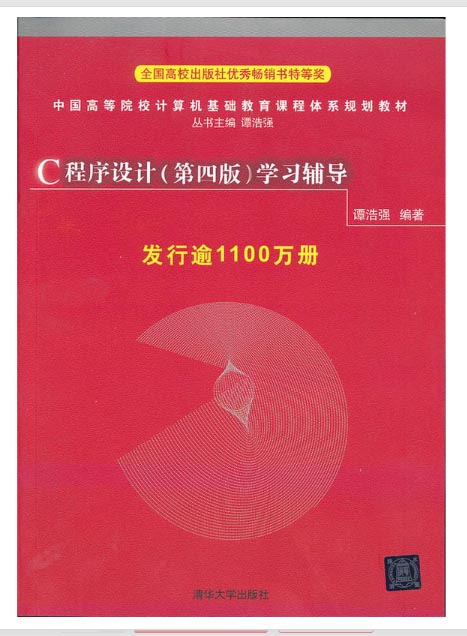 全国高校出版社优秀畅销书特等奖
中国高等院校计算机基础教育课程体系规划教材
丛书主编 谭浩强
C程序设计(第四版)学习辅导
谭浩强 编著
发行逾1100万册
清华大学出版社